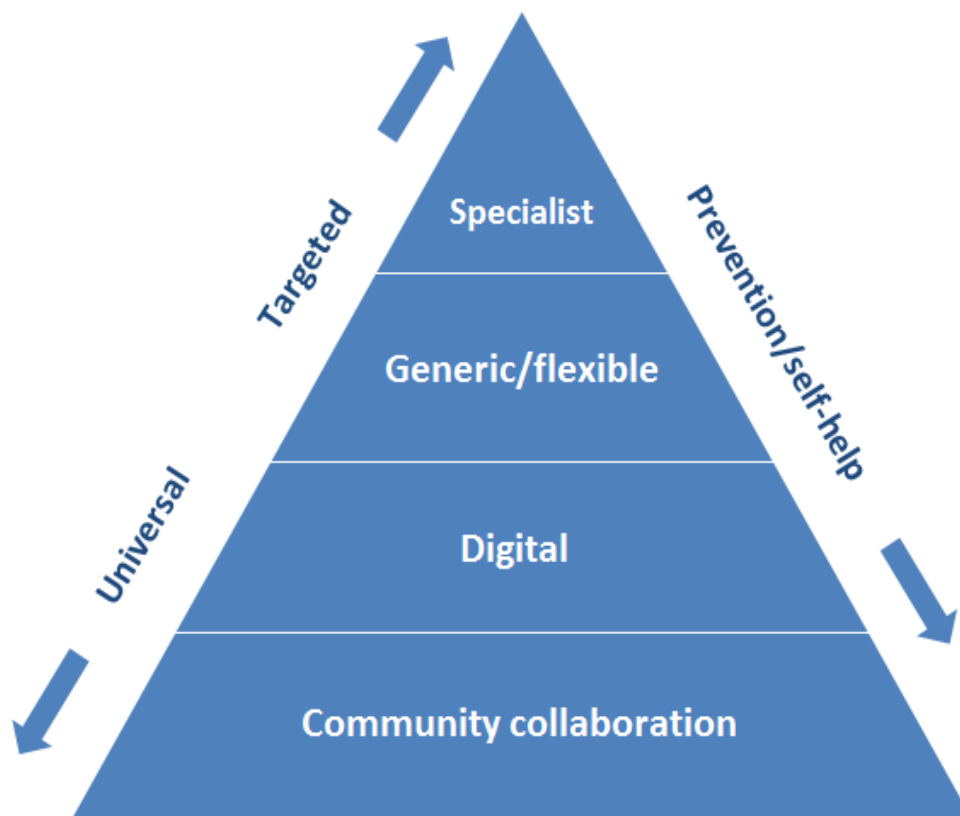 Targeted
Specialist
Prevention/self-help
Generic/flexible
Universal
Digital
Community collaboration